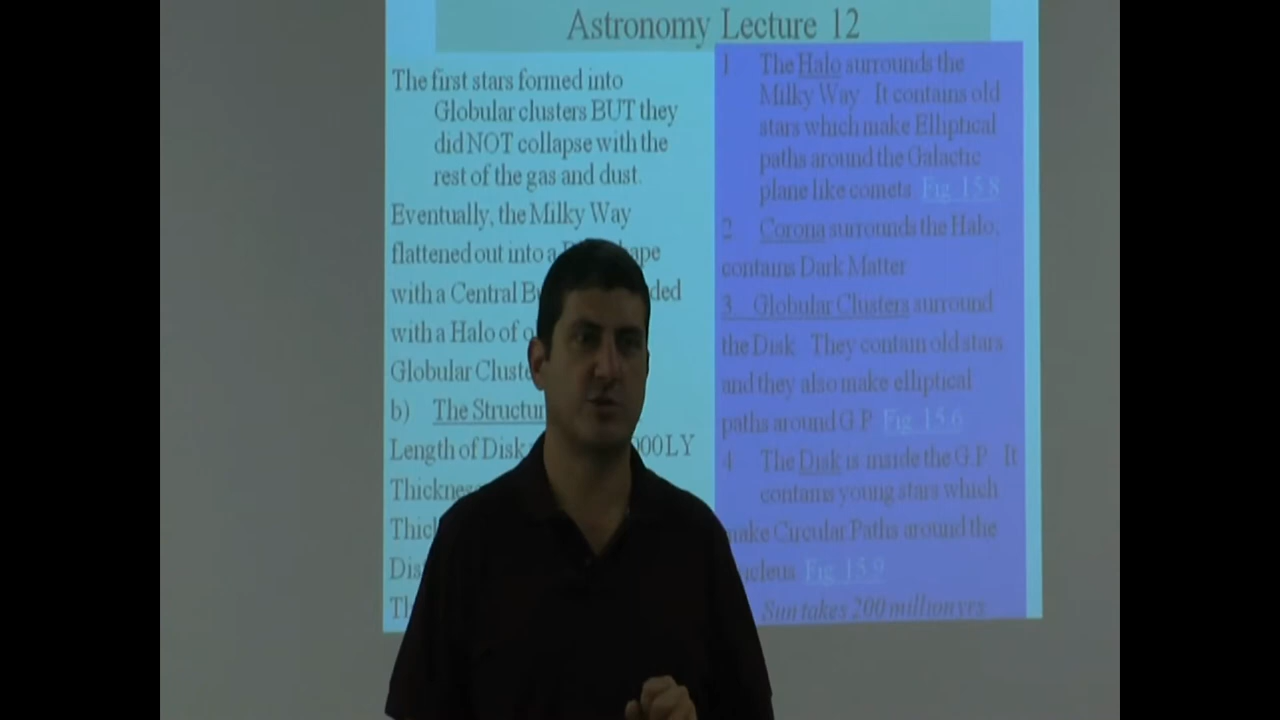 Astronomy Lecture 12
The first stars formed into
Globular clusters BUT they
did NOT collapse with the
rest of the gas and dust.
Eventually, the Milky Way
flattened out into a
with a Central
with a Halo of
Globular
b) The
Length of Disk 000 LY
1 The Halo surrounds the
Milky Way It contains old
stars which make Elliptical
paths around the Galactic
plane like comets Fig 15.8
2 Corona surrounds the Halo,
contains Dark Matter
3 Globular Clusters surround
the Disk They contain old stars
and they also make elliptical
paths around G.P. Fig 15.6
4 The Disk is inside the G.P. It
contains young stars which
make Circular Paths around the
Fig 15.9
Sun takes 200 million yrs